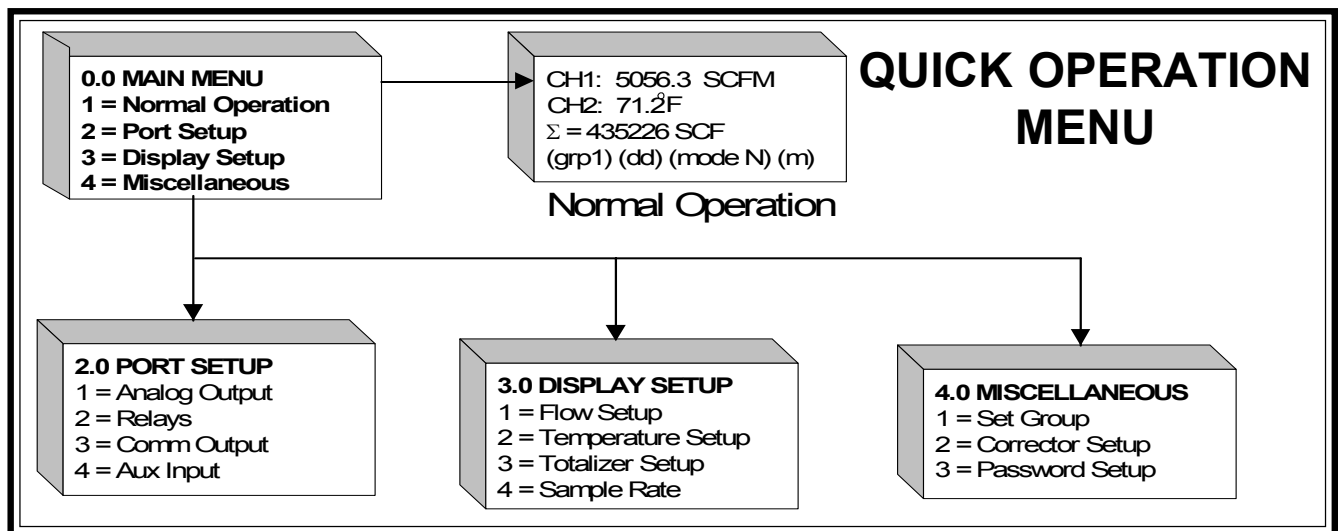 0.0 MAIN MENU
1 = Normal Operation
2 = Port Setup
3 = Display Setup
4 = Miscellaneous
CH1: 5056.3 SCFM
CH2: 71.2°F
Σ = 435226 SCF
(grp1) (dd) (mode N) (m)
Normal Operation
QUICK OPERATION
MENU
2.0 PORT SETUP
1 = Analog Output
2 = Relays
3 = Comm Output
4 = Aux Input
3.0 DISPLAY SETUP
1 = Flow Setup
2 = Temperature Setup
3 = Totalizer Setup
4 = Sample Rate
4.0 MISCELLANEOUS
1 = Set Group
2 = Corrector Setup
3 = Password Setup